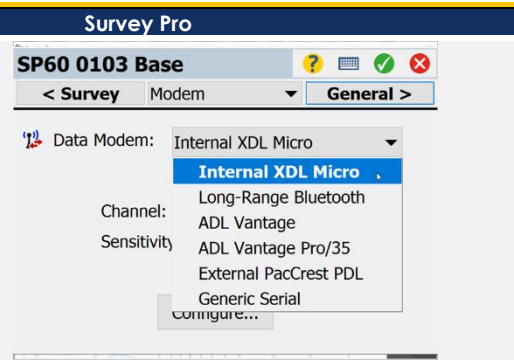 Survey Pro
SP60 0103 Base
< Survey Modem General >
Data Modem: Internal XDL Micro
Internal XDL Micro
Long-Range Bluetooth
Channel:
ADL Vantage
Sensitivity
ADL Vantage Pro/35
External PacCrest PDL
Generic Serial
Configure...